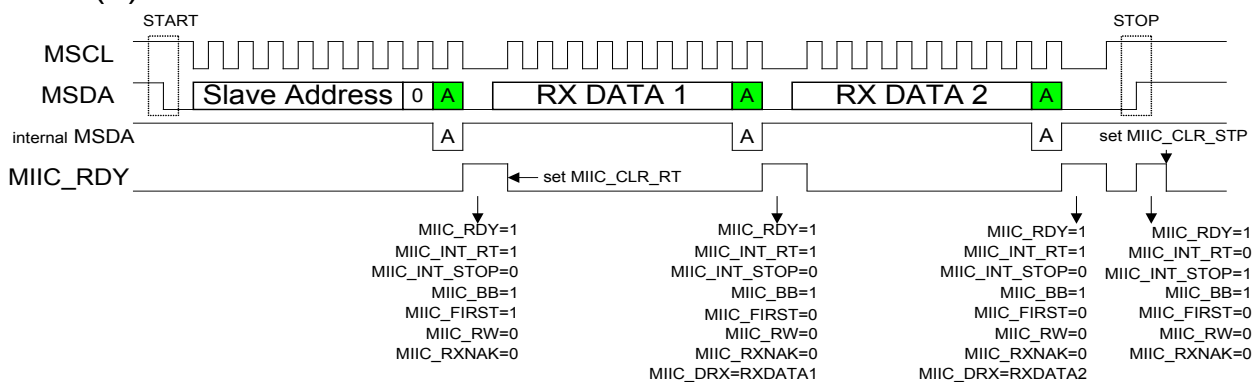 START STOP
MSCL
MSDA Slave Address 0 A RX DATA 1 A RX DATA 2 A
internal MSDA A A A set MIIC_CLR_STP
MIIC_RDY set MIIC_CLR_RT
MIIC_RDY=1 MIIC_RDY=1 MIIC_RDY=1 MIIC_RDY=1
MIIC_INT_RT=1 MIIC_INT_RT=1 MIIC_INT_RT=1 MIIC_INT_RT=0
MIIC_INT_STOP=0 MIIC_INT_STOP=0 MIIC_INT_STOP=0 MIIC_INT_STOP=1
MIIC_BB=1 MIIC_BB=1 MIIC_BB=1 MIIC_BB=1
MIIC_FIRST=1 MIIC_FIRST=0 MIIC_FIRST=0 MIIC_FIRST=0
MIIC_RW=0 MIIC_RW=0 MIIC_RW=0 MIIC_RW=0
MIIC_RXNAK=0 MIIC_RXNAK=0 MIIC_RXNAK=0 MIIC_RXNAK=0
MIIC_DRX=RXDATA1 MIIC_DRX=RXDATA2